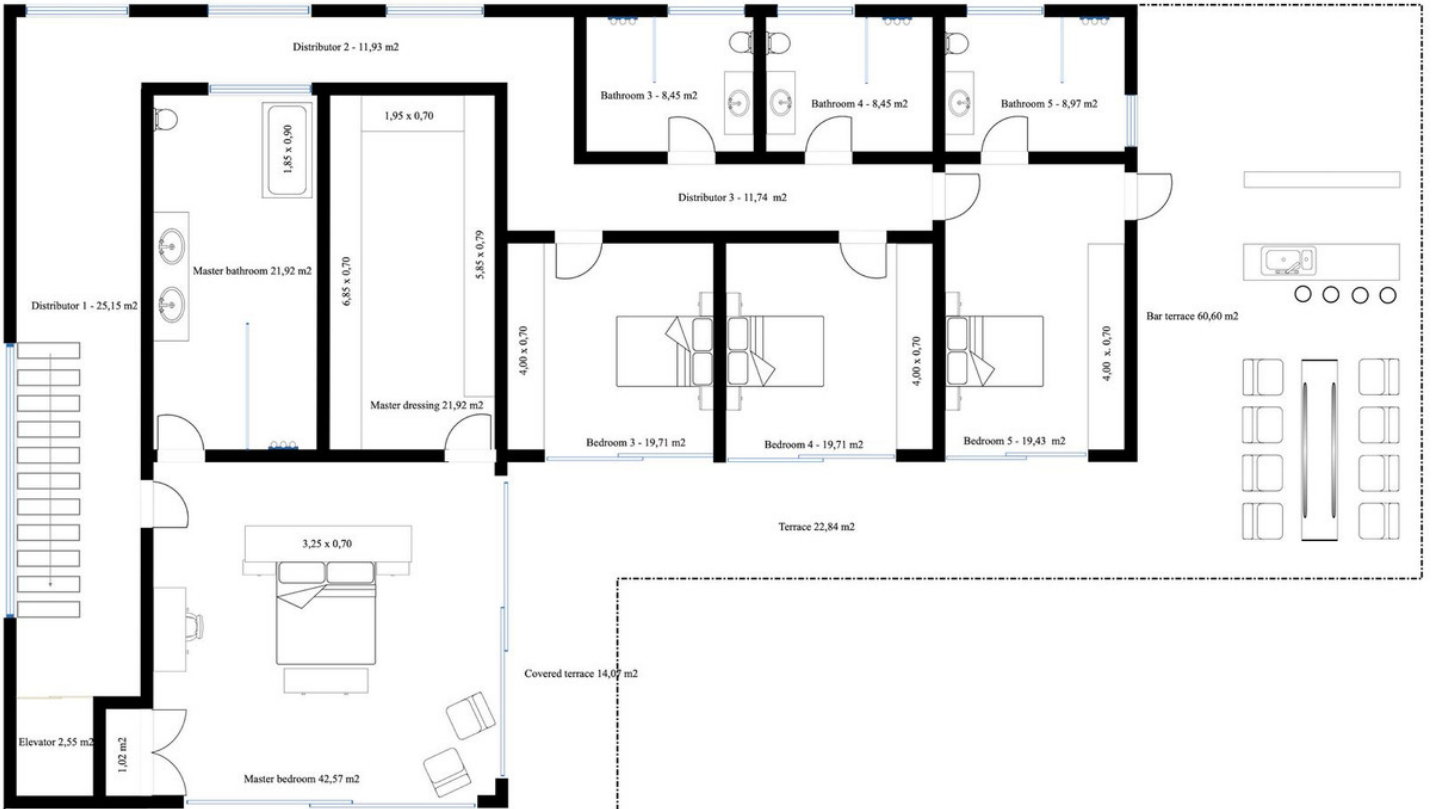 Distributor 2 - 11,93 m2
Bathroom 3 - 8,45 m2
Bathroom 4 - 8,45 m2
Bathroom 5 - 8,97 m2
1,95 x 0,70
1,85 x 0,90
Distributor 3 - 11,74 m2
Master bathroom 21,92 m2
6,85 x 0,70
5,85 x 0,79
Distributor 1 - 25,15 m2
Bar terrace 60,60 m2
4,00 x 0,70
4,00 x 0,70
4,00 x. 0,70
Master dressing 21,92 m2
Bedroom 3 - 19,71 m2
Bedroom 4 - 19,71 m2
Bedroom 5 - 19,43 m2
Terrace 22,84 m2
3,25 x 0,70
Covered terrace 14,07 m2
Elevator 2,55 m2
1,02 m2
Master bedroom 42,57 m2